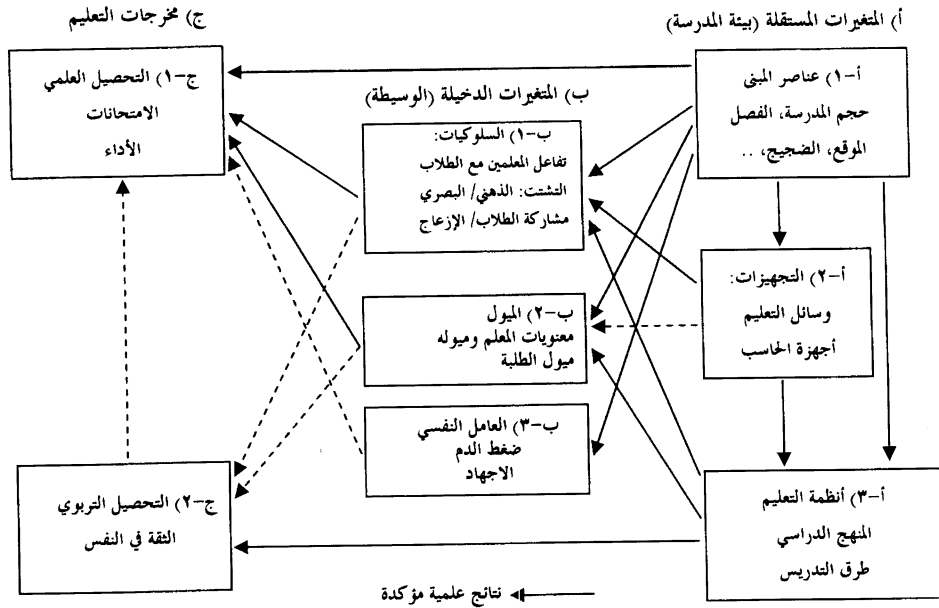 أ) المتغيرات المستقلة (بيئة المدرسة)
أ-١) عناصر المبنى
حجم المدرسة، الفصل
الموقع، الضجيج، ..
أ-٢) التجهيزات:
وسائل التعليم
أجهزة الحاسب
أ-٣) أنظمة التعليم
المنهج الدراسي
طرق التدريس
ب) المتغيرات الدخيلة (الوسيطة)
ب-١) السلوكيات:
تفاعل المعلمين مع الطلاب
التشتت: الذهني/ البصري
مشاركة الطلاب/ الإزعاج
ب-٢) الميول
معنويات المعلم وميوله
ميول الطلبة
ب-٣) العامل النفسي
ضغط الدم
الاجهاد
ج) مخرجات التعليم
ج-١) التحصيل العلمي
الامتحانات
الأداء
ج-٢) التحصيل التربوي
الثقة في النفس
نتائج علمية مؤكدة